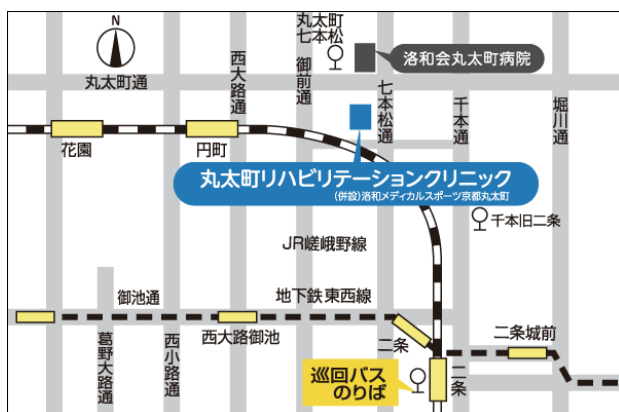 N
丸太町
七本松
洛和会丸太町病院
丸太町通
西大路通
御前通
七本松通
千本通
堀川通
花園
円町
丸太町リハビリテーションクリニック
(併設)洛和メディカルスポーツ京都丸太町
千本旧二条
JR嵯峨野線
御池通
地下鉄東西線
葛野大路通
西小路通
西大路御池
二条
二条城前
巡回バス
のりば
二条